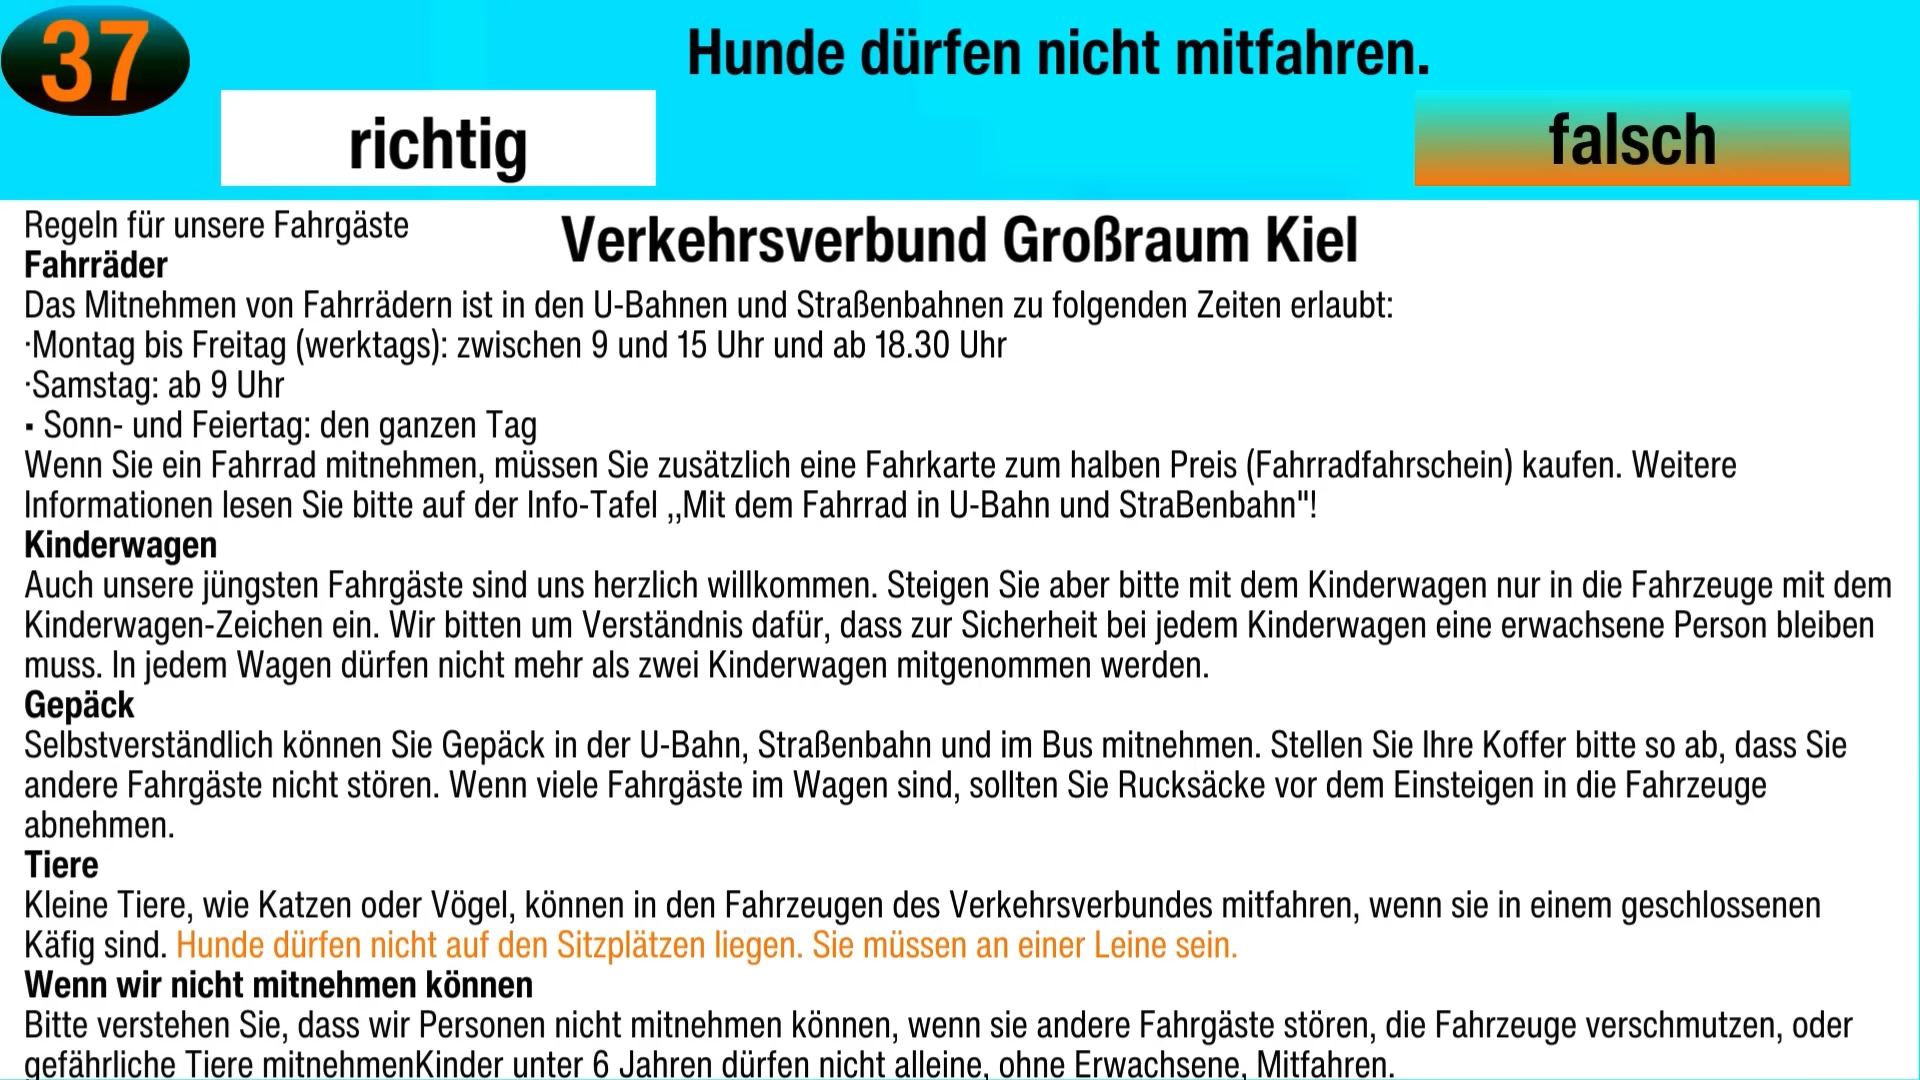 37
Hunde dürfen nicht mitfahren.
richtig
falsch
Regeln für unsere Fahrgäste
Verkehrsverbund Großraum Kiel
Fahrräder
Das Mitnehmen von Fahrrädern ist in den U-Bahnen und Straßenbahnen zu folgenden Zeiten erlaubt:
·Montag bis Freitag (werktags): zwischen 9 und 15 Uhr und ab 18.30 Uhr
·Samstag: ab 9 Uhr
▪ Sonn- und Feiertag: den ganzen Tag
Wenn Sie ein Fahrrad mitnehmen, müssen Sie zusätzlich eine Fahrkarte zum halben Preis (Fahrradfahrschein) kaufen. Weitere
Informationen lesen Sie bitte auf der Info-Tafel ,,Mit dem Fahrrad in U-Bahn und StraBenbahn"!
Kinderwagen
Auch unsere jüngsten Fahrgäste sind uns herzlich willkommen. Steigen Sie aber bitte mit dem Kinderwagen nur in die Fahrzeuge mit dem
Kinderwagen-Zeichen ein. Wir bitten um Verständnis dafür, dass zur Sicherheit bei jedem Kinderwagen eine erwachsene Person bleiben
muss. In jedem Wagen dürfen nicht mehr als zwei Kinderwagen mitgenommen werden.
Gepäck
Selbstverständlich können Sie Gepäck in der U-Bahn, Straßenbahn und im Bus mitnehmen. Stellen Sie Ihre Koffer bitte so ab, dass Sie
andere Fahrgäste nicht stören. Wenn viele Fahrgäste im Wagen sind, sollten Sie Rucksäcke vor dem Einsteigen in die Fahrzeuge
abnehmen.
Tiere
Kleine Tiere, wie Katzen oder Vögel, können in den Fahrzeugen des Verkehrsverbundes mitfahren, wenn sie in einem geschlossenen
Käfig sind. Hunde dürfen nicht auf den Sitzplätzen liegen. Sie müssen an einer Leine sein.
Wenn wir nicht mitnehmen können
Bitte verstehen Sie, dass wir Personen nicht mitnehmen können, wenn sie andere Fahrgäste stören, die Fahrzeuge verschmutzen, oder
gefährliche Tiere mitnehmenKinder unter 6 Jahren dürfen nicht alleine, ohne Erwachsene, Mitfahren.